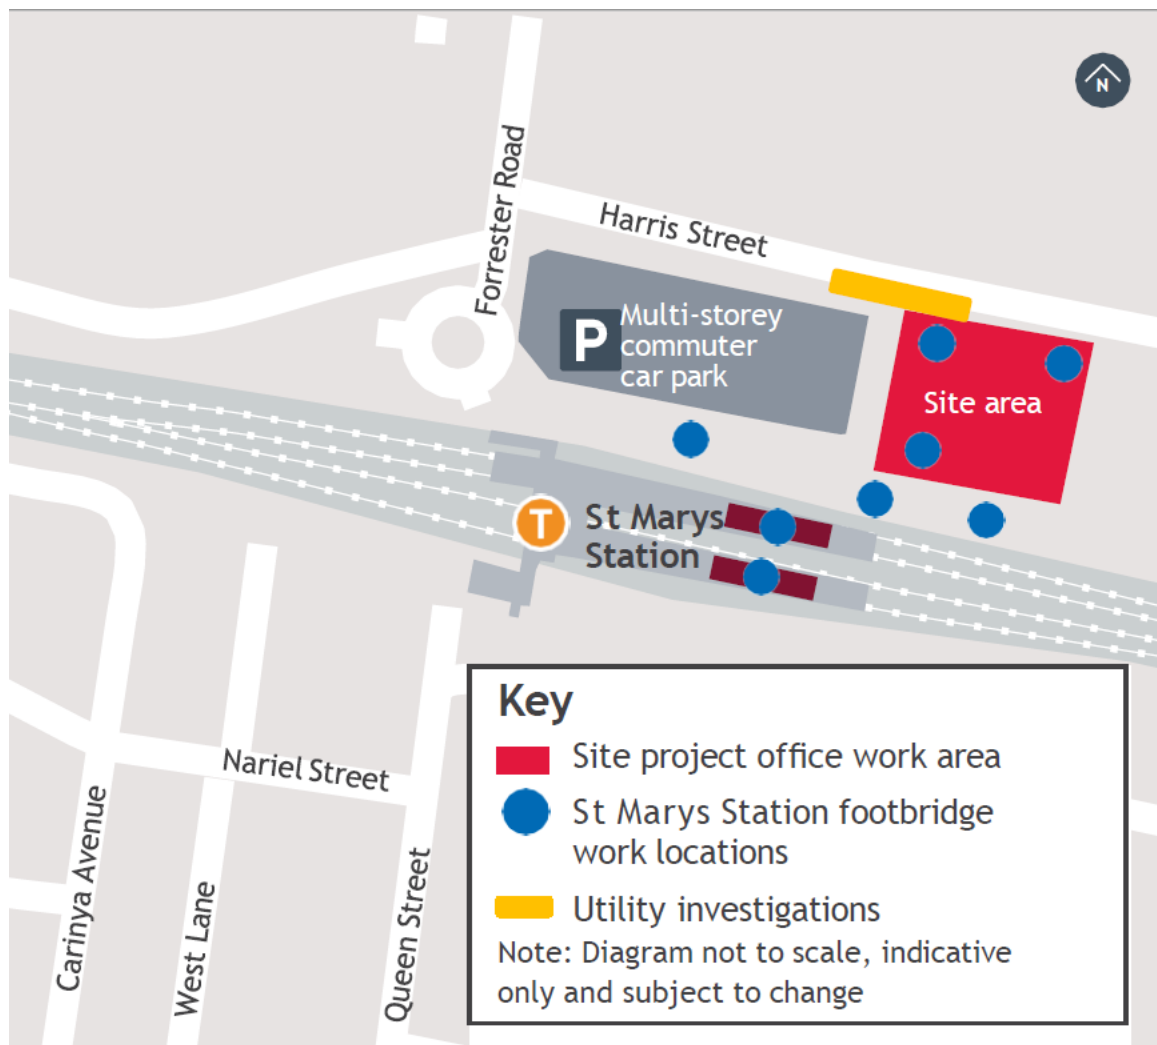 N
Forrester Road
Harris Street
P
Multi-storey
commuter
car park
Site area
T
St Marys
Station
Nariel Street
Carinya Avenue
West Lane
Queen Street
Key
Site project office work area
St Marys Station footbridge
work locations
Utility investigations
Note: Diagram not to scale, indicative
only and subject to change